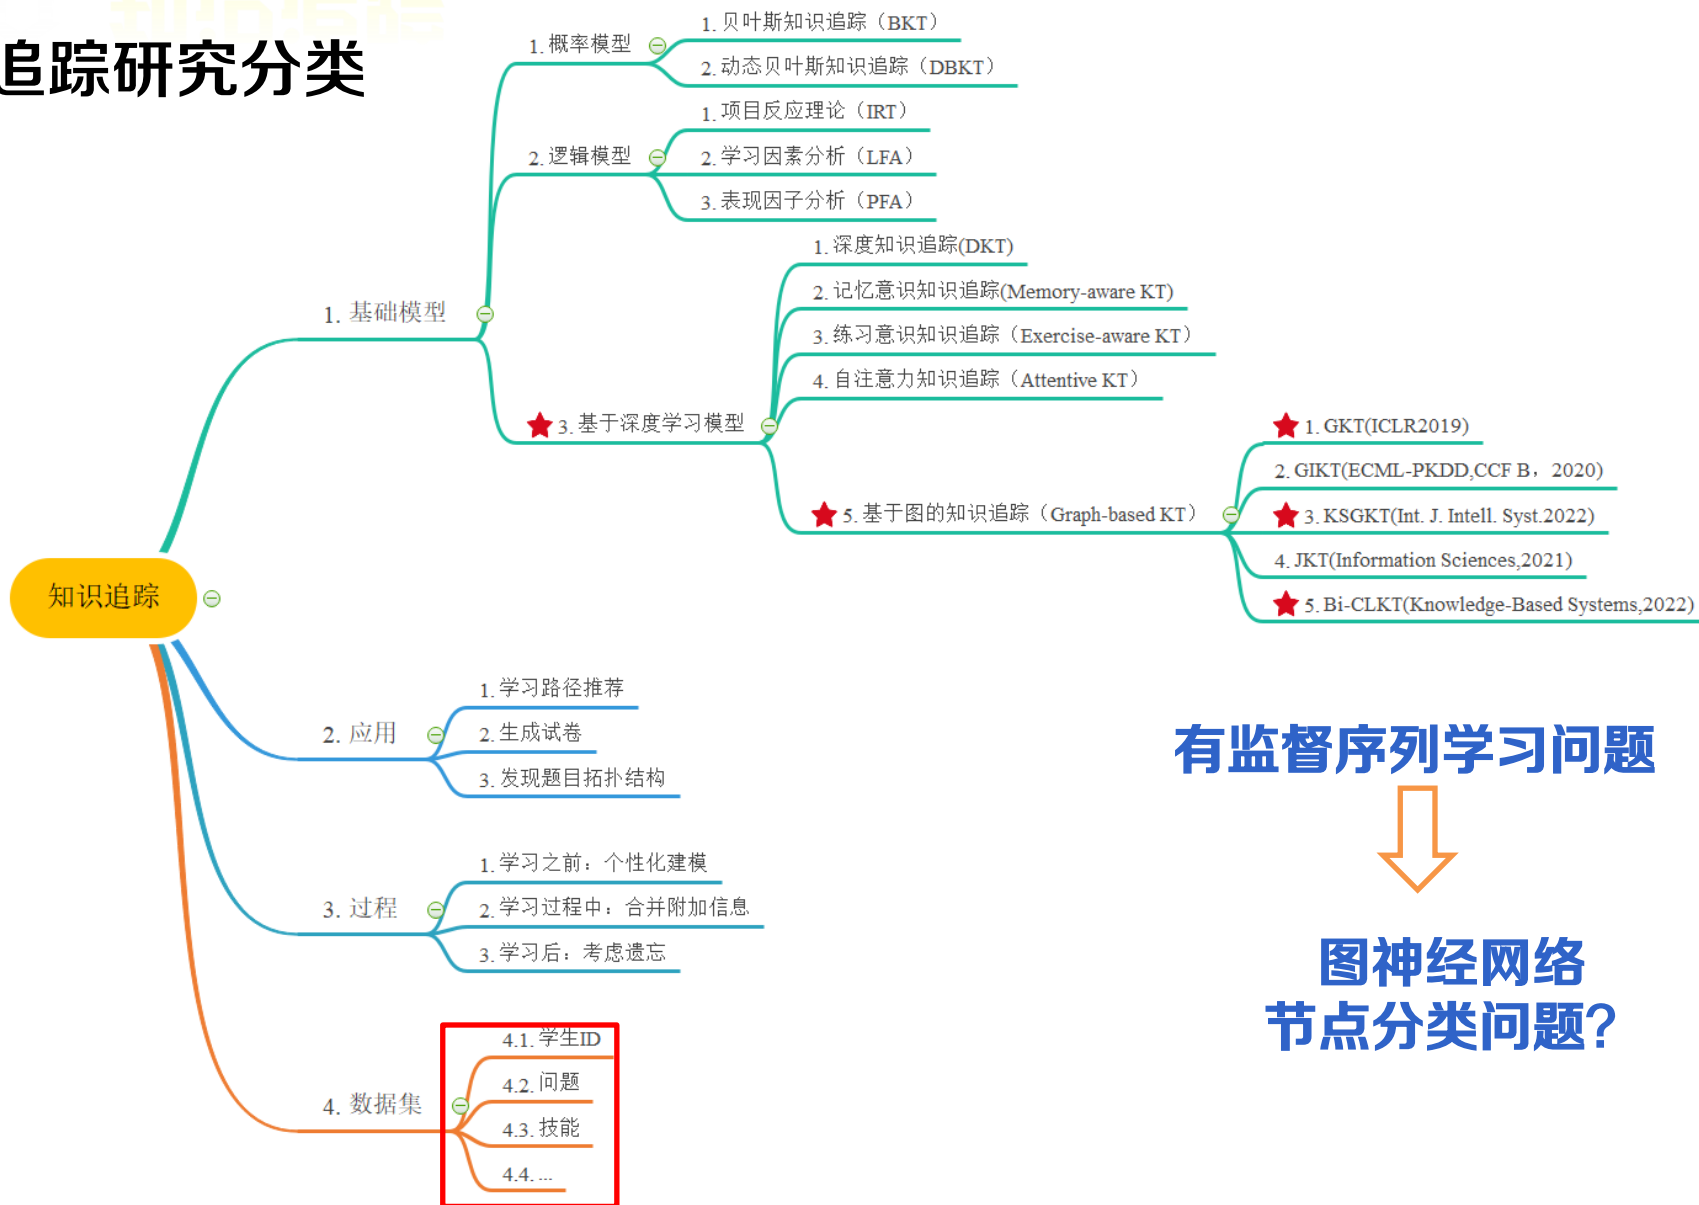 追踪研究分类
知识追踪
1. 基础模型
1. 概率模型
1. 贝叶斯知识追踪（BKT）
2. 动态贝叶斯知识追踪（DBKT）
2. 逻辑模型
1. 项目反应理论（IRT）
2. 学习因素分析（LFA）
3. 表现因子分析（PFA）
3. 基于深度学习模型
1. 深度知识追踪(DKT)
2. 记忆意识知识追踪(Memory-aware KT)
3. 练习意识知识追踪（Exercise-aware KT）
4. 自注意力知识追踪（Attentive KT）
5. 基于图的知识追踪（Graph-based KT）
1. GKT(ICLR2019)
2. GIKT(ECML-PKDD,CCF B，2020)
3. KSGKT(Int. J. Intell. Syst.2022)
4. JKT(Information Sciences,2021)
5. Bi-CLKT(Knowledge-Based Systems,2022)
2. 应用
1. 学习路径推荐
2. 生成试卷
3. 发现题目拓扑结构
3. 过程
1. 学习之前：个性化建模
2. 学习过程中：合并附加信息
3. 学习后：考虑遗忘
4. 数据集
4.1. 学生ID
4.2. 问题
4.3. 技能
4.4. ...
有监督序列学习问题
图神经网络
节点分类问题?